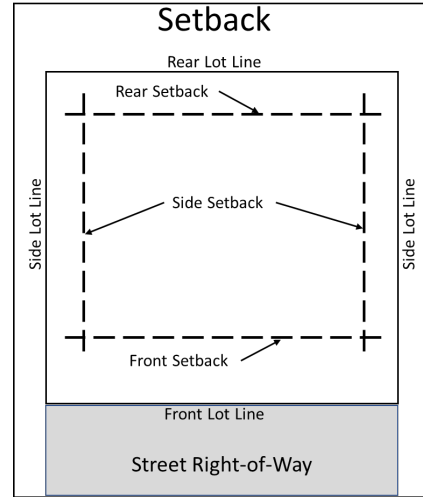 Setback
Rear Lot Line
Rear Setback
Side Lot Line
Side Setback
Side Lot Line
Front Setback
Front Lot Line
Street Right-of-Way